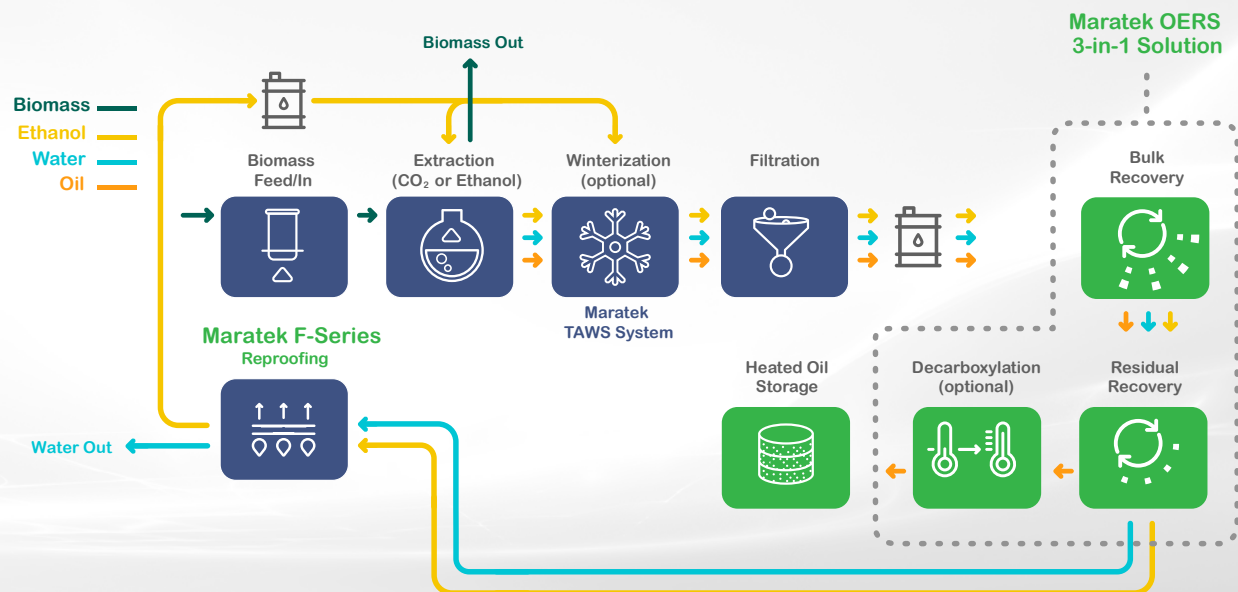 Maratek OERS
3-in-1 Solution
Biomass Out
Biomass
Ethanol
Water
Oil
Biomass
Feed/In
Extraction
(CO₂ or Ethanol)
Winterization
(optional)
Filtration
Bulk
Recovery
Maratek
TAWS System
Maratek F-Series
Reproofing
Heated Oil
Storage
Decarboxylation
(optional)
Residual
Recovery
Water Out